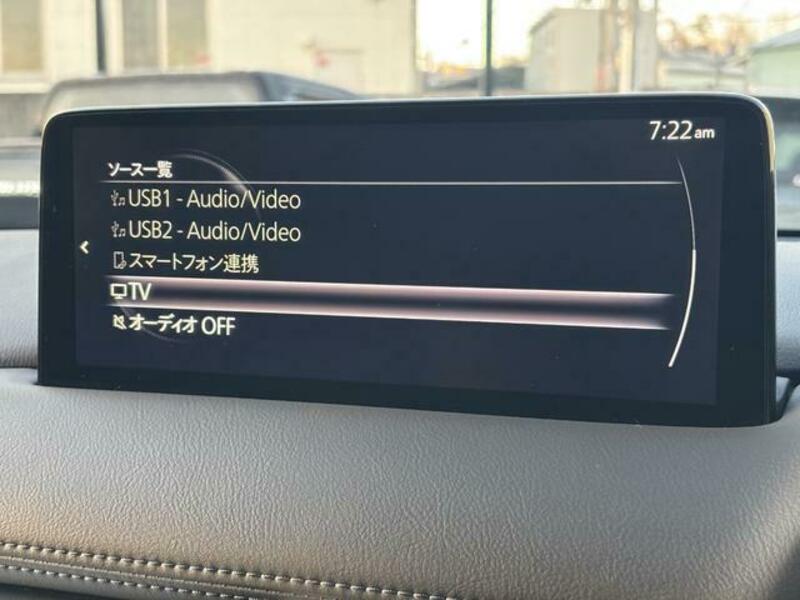 7:22am
ソース一覧
USB1 - Audio/Video
USB2 - Audio/Video
スマートフォン連携
TV
オーディオ OFF